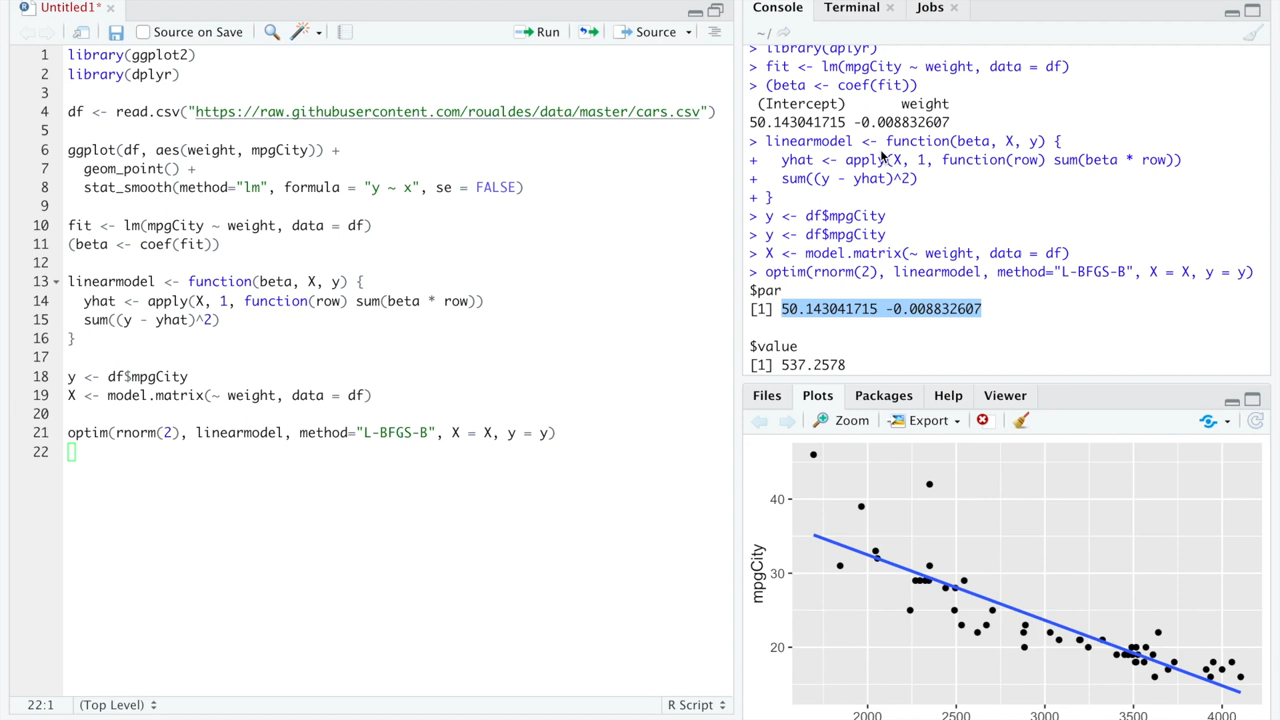 Untitled1*
Source on Save
Run
Source
1 library(ggplot2)
2 library(dplyr)
3
4 df <- read.csv("https://raw.githubusercontent.com/roualdes/data/master/cars.csv")
5
6 ggplot(df, aes(weight, mpgCity)) +
7   geom_point() +
8   stat_smooth(method="lm", formula = "y ~ x", se = FALSE)
9
10 fit <- lm(mpgCity ~ weight, data = df)
11 (beta <- coef(fit))
12
13 linearmodel <- function(beta, X, y) {
14   yhat <- apply(X, 1, function(row) sum(beta * row))
15   sum((y - yhat)^2)
16 }
17
18 y <- df$mpgCity
19 X <- model.matrix(~ weight, data = df)
20
21 optim(rnorm(2), linearmodel, method="L-BFGS-B", X = X, y = y)
22
22:1 (Top Level) R Script
Console Terminal Jobs
~/
> library(dplyr)
> fit <- lm(mpgCity ~ weight, data = df)
> (beta <- coef(fit))
 (Intercept)       weight
50.143041715 -0.008832607
> linearmodel <- function(beta, X, y) {
+   yhat <- apply(X, 1, function(row) sum(beta * row))
+   sum((y - yhat)^2)
+ }
> y <- df$mpgCity
> y <- df$mpgCity
> X <- model.matrix(~ weight, data = df)
> optim(rnorm(2), linearmodel, method="L-BFGS-B", X = X, y = y)
$par
[1] 50.143041715 -0.008832607

$value
[1] 537.2578
Files Plots Packages Help Viewer
Zoom Export
40
30
20
mpgCity
2000 2500 3000 3500 4000